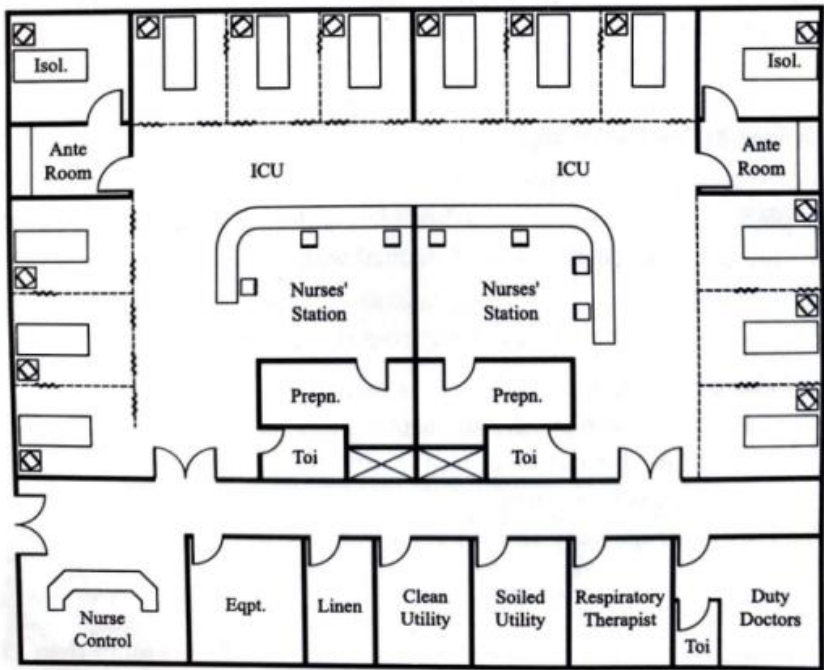 Isol.
Isol.
Ante
Room
ICU
ICU
Ante
Room
Nurses'
Station
Nurses'
Station
Prepn.
Prepn.
Toi
Toi
Nurse
Control
Eqpt.
Linen
Clean
Utility
Soiled
Utility
Respiratory
Therapist
Toi
Duty
Doctors